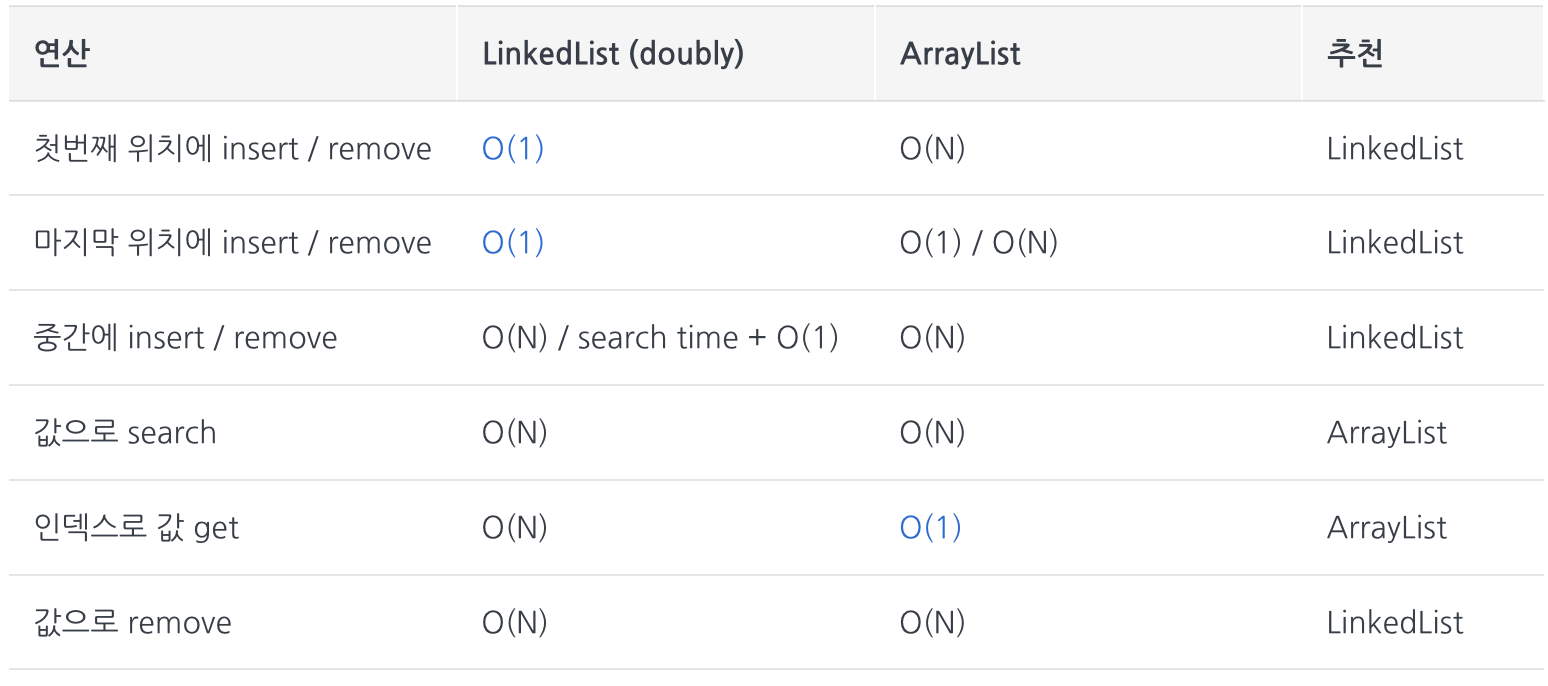 연산 LinkedList (doubly) ArrayList 추천
첫번째 위치에 insert / remove O(1) O(N) LinkedList
마지막 위치에 insert / remove O(1) O(1) / O(N) LinkedList
중간에 insert / remove O(N) / search time + O(1) O(N) LinkedList
값으로 search O(N) O(N) ArrayList
인덱스로 값 get O(N) O(1) ArrayList
값으로 remove O(N) O(N) LinkedList